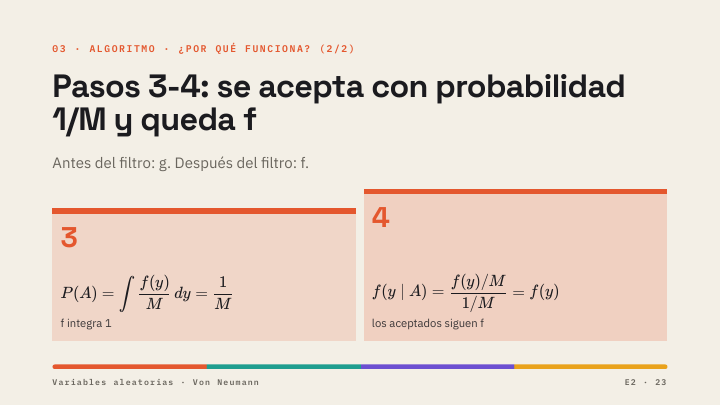 03 · ALGORITMO · ¿POR QUÉ FUNCIONA? (2/2)
Pasos 3-4: se acepta con probabilidad
1/M y queda f
Antes del filtro: g. Después del filtro: f.
3
P(A) = ∫ f(y)/M dy = 1/M
f integra 1
4
f(y | A) = (f(y)/M)/(1/M) = f(y)
los aceptados siguen f
Variables aleatorias · Von Neumann
E2 · 23